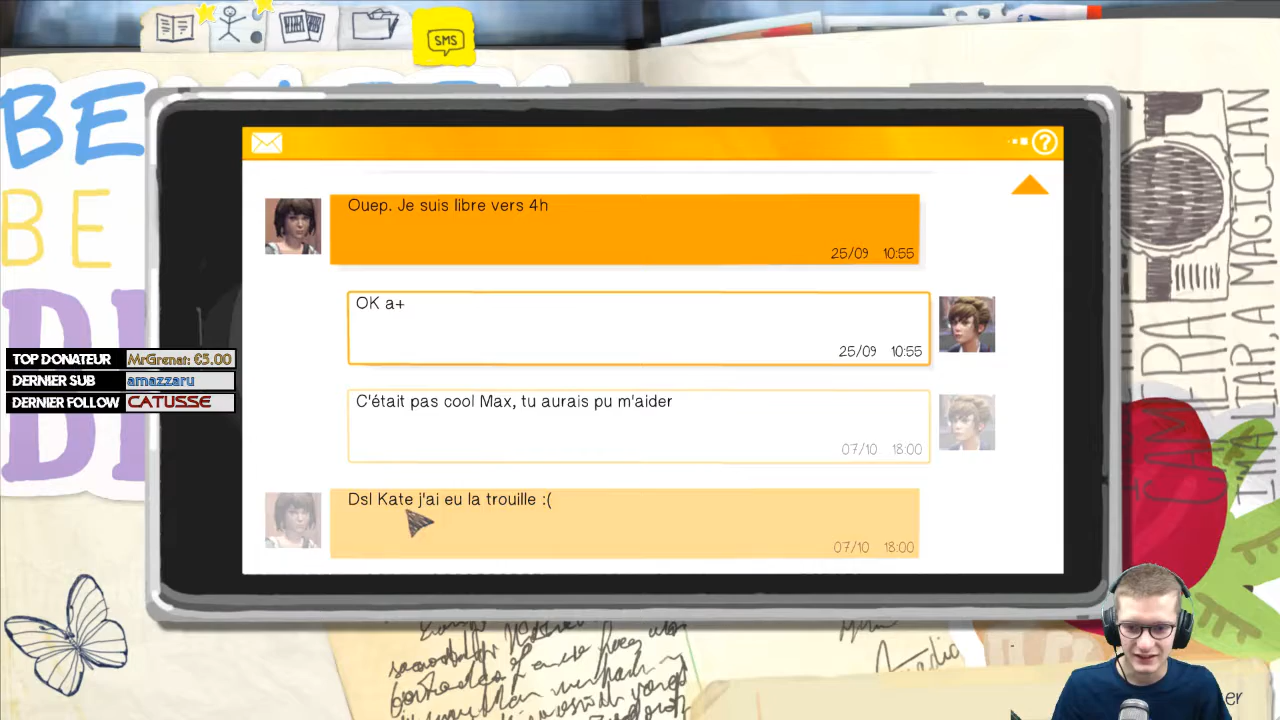 SMS
BE
BE
Ouep. Je suis libre vers 4h
25/09 10:55
OK a+
25/09 10:55
C'était pas cool Max, tu aurais pu m'aider
07/10 18:00
Dsl Kate j'ai eu la trouille :(
07/10 18:00
TOP DONATEUR MrGrenat: €5.00
DERNIER SUB amazzaru
DERNIER FOLLOW CATUSSE
CAMERA
A MAGICIAN